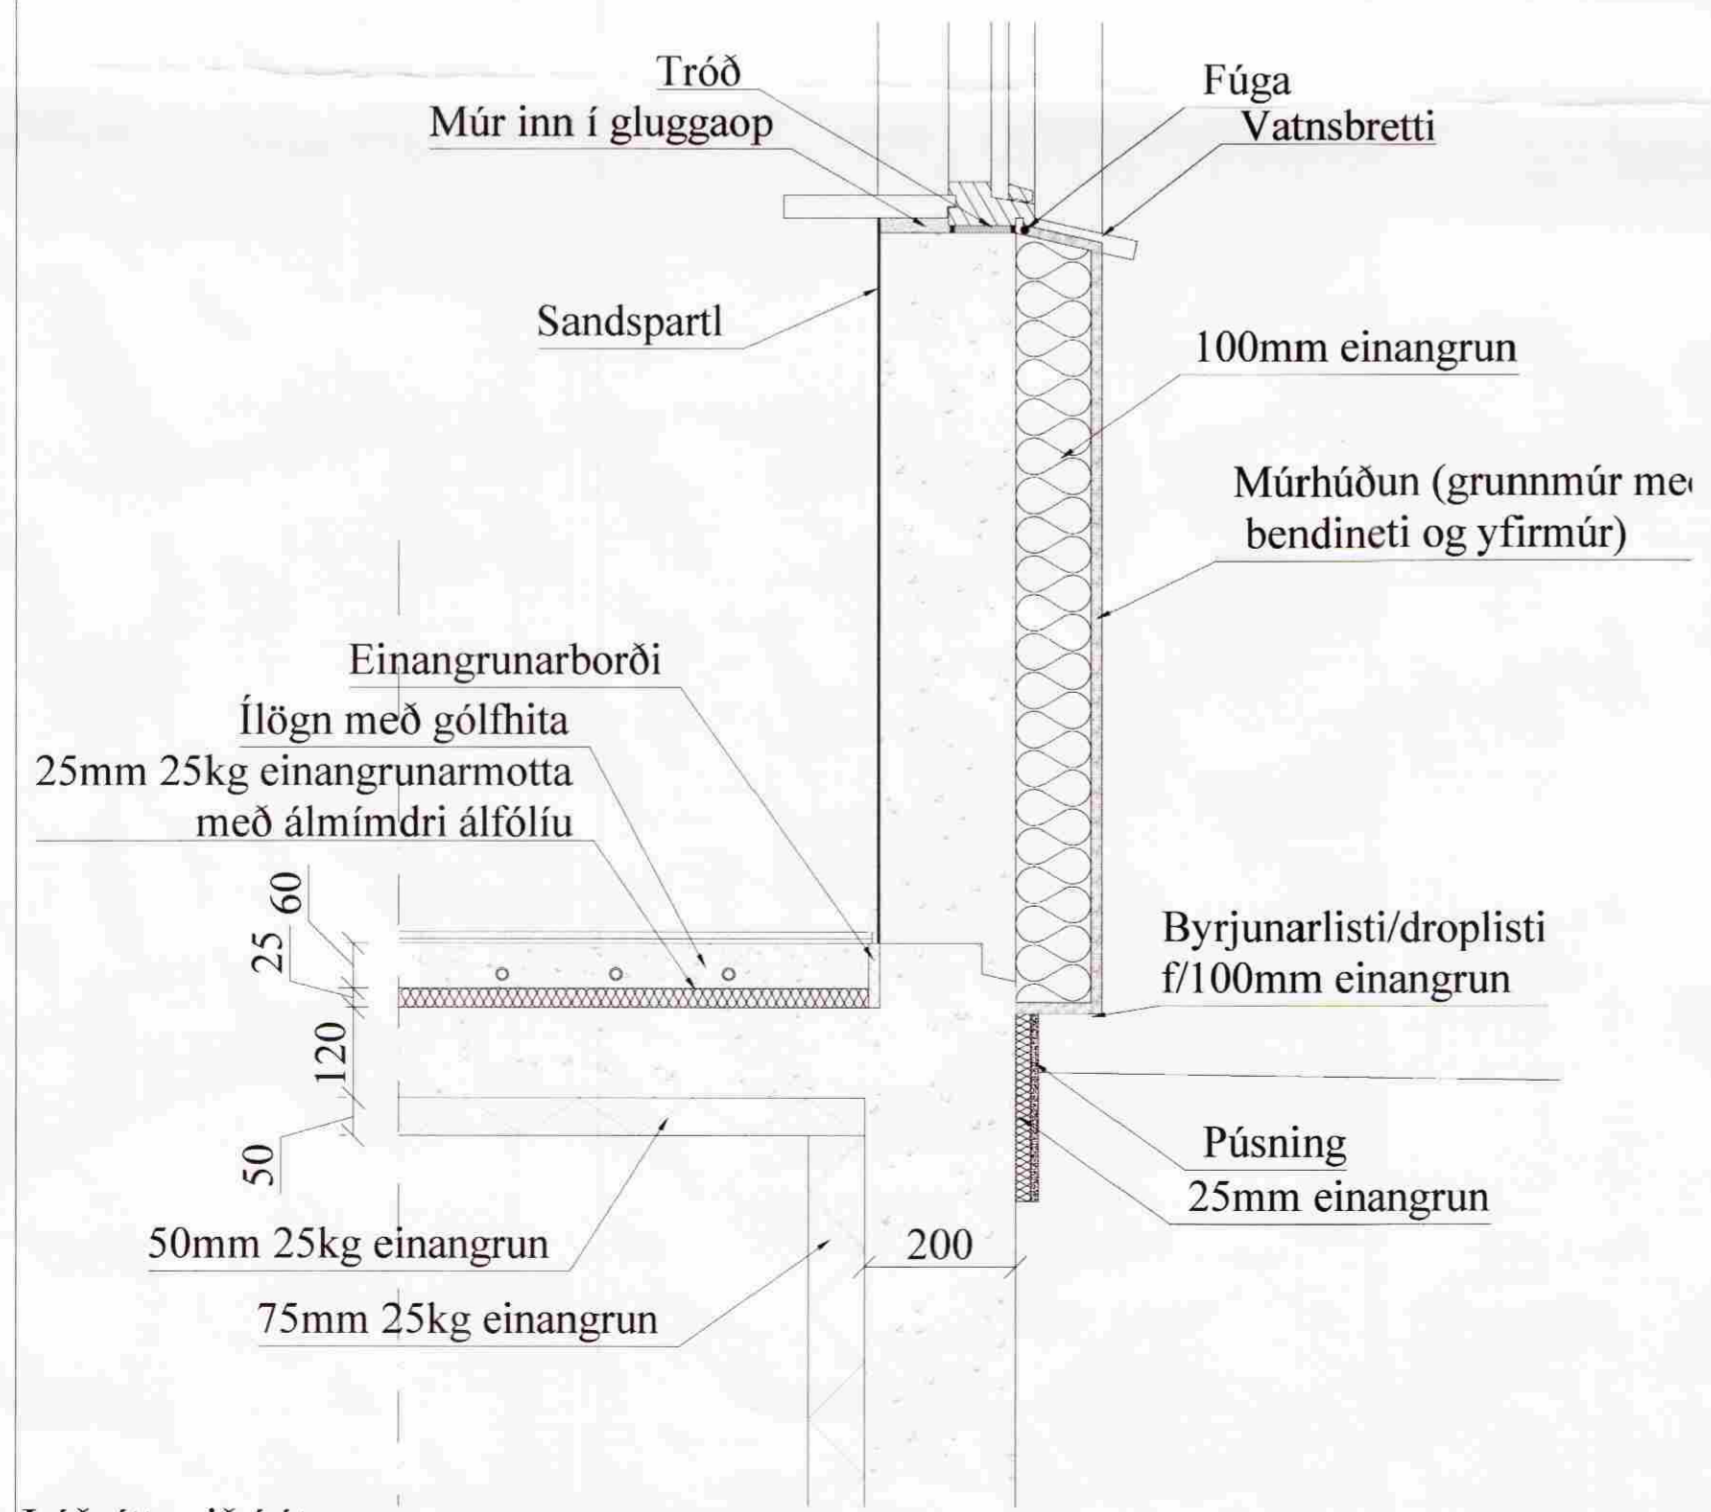 Tróð
Múr inn í gluggaop
Fúga
Vatnsbretti
Sandspartl
100mm einangrun
Múrhúðun (grunnmúr
bendineti og yfirmúr)
Einangrunarborði
Ílögn með gólfhita
25mm 25kg einangrunarmotta
með álmímdri álfólíu
60
25
120
50
Byrjunarlisti/droplisti
f/100mm einangrun
Púsning
25mm einangrun
200
50mm 25kg einangrun
75mm 25kg einangrun